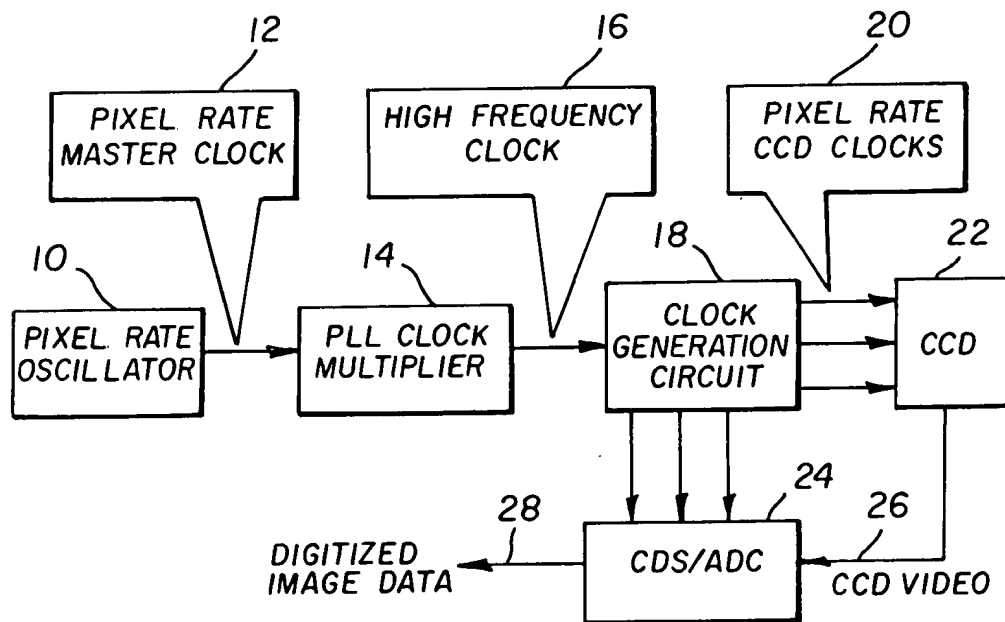 12
16
20
PIXEL RATE
MASTER CLOCK
HIGH FREQUENCY
CLOCK
PIXEL RATE
CCD CLOCKS
10
14
18
22
PIXEL RATE
OSCILLATOR
PLL CLOCK
MULTIPLIER
CLOCK
GENERATION
CIRCUIT
CCD
24
28
26
DIGITIZED
IMAGE DATA
CDS/ADC
CCD VIDEO